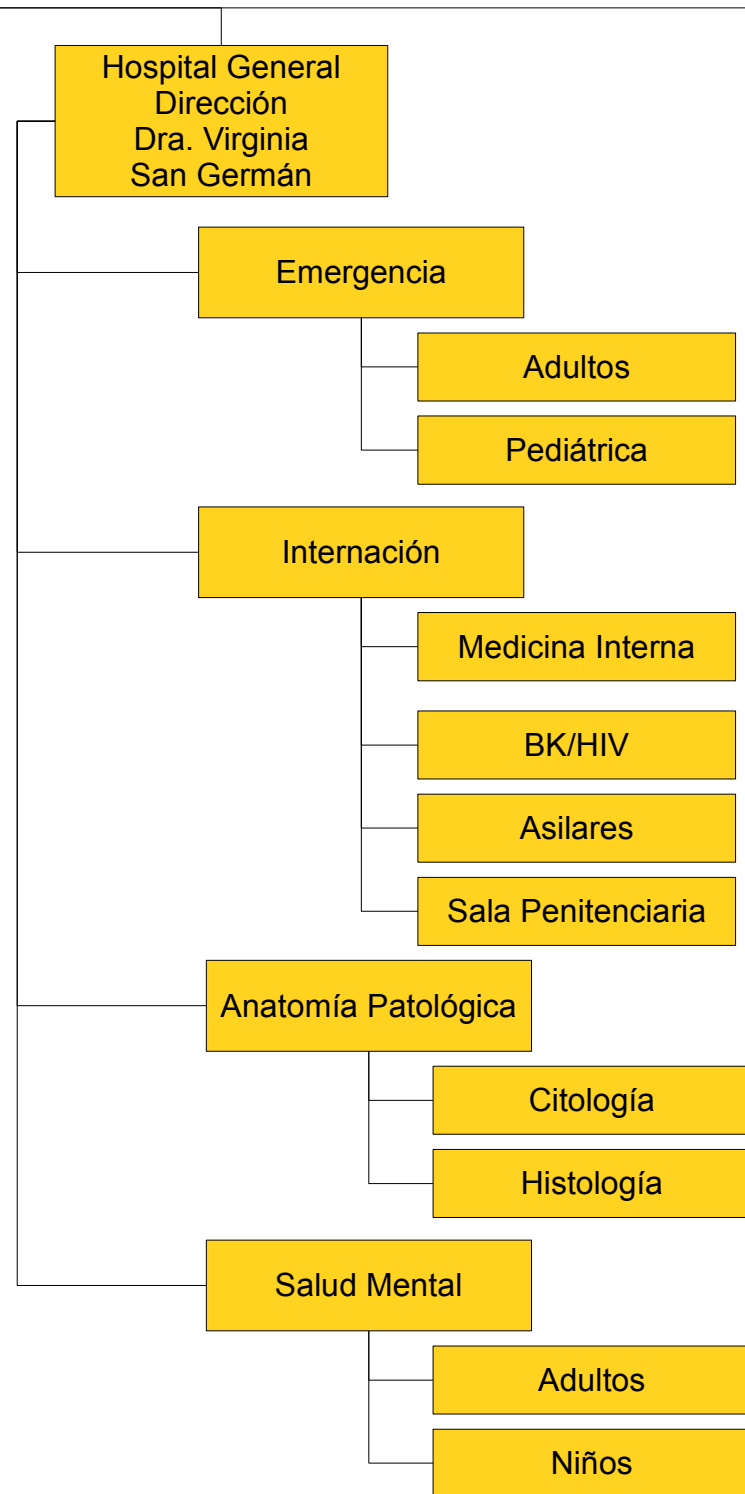 Hospital General
Dirección
Dra. Virginia
San Germán
Emergencia
Adultos
Pediátrica
Internación
Medicina Interna
BK/HIV
Asilares
Sala Penitenciaria
Anatomía Patológica
Citología
Histología
Salud Mental
Adultos
Niños